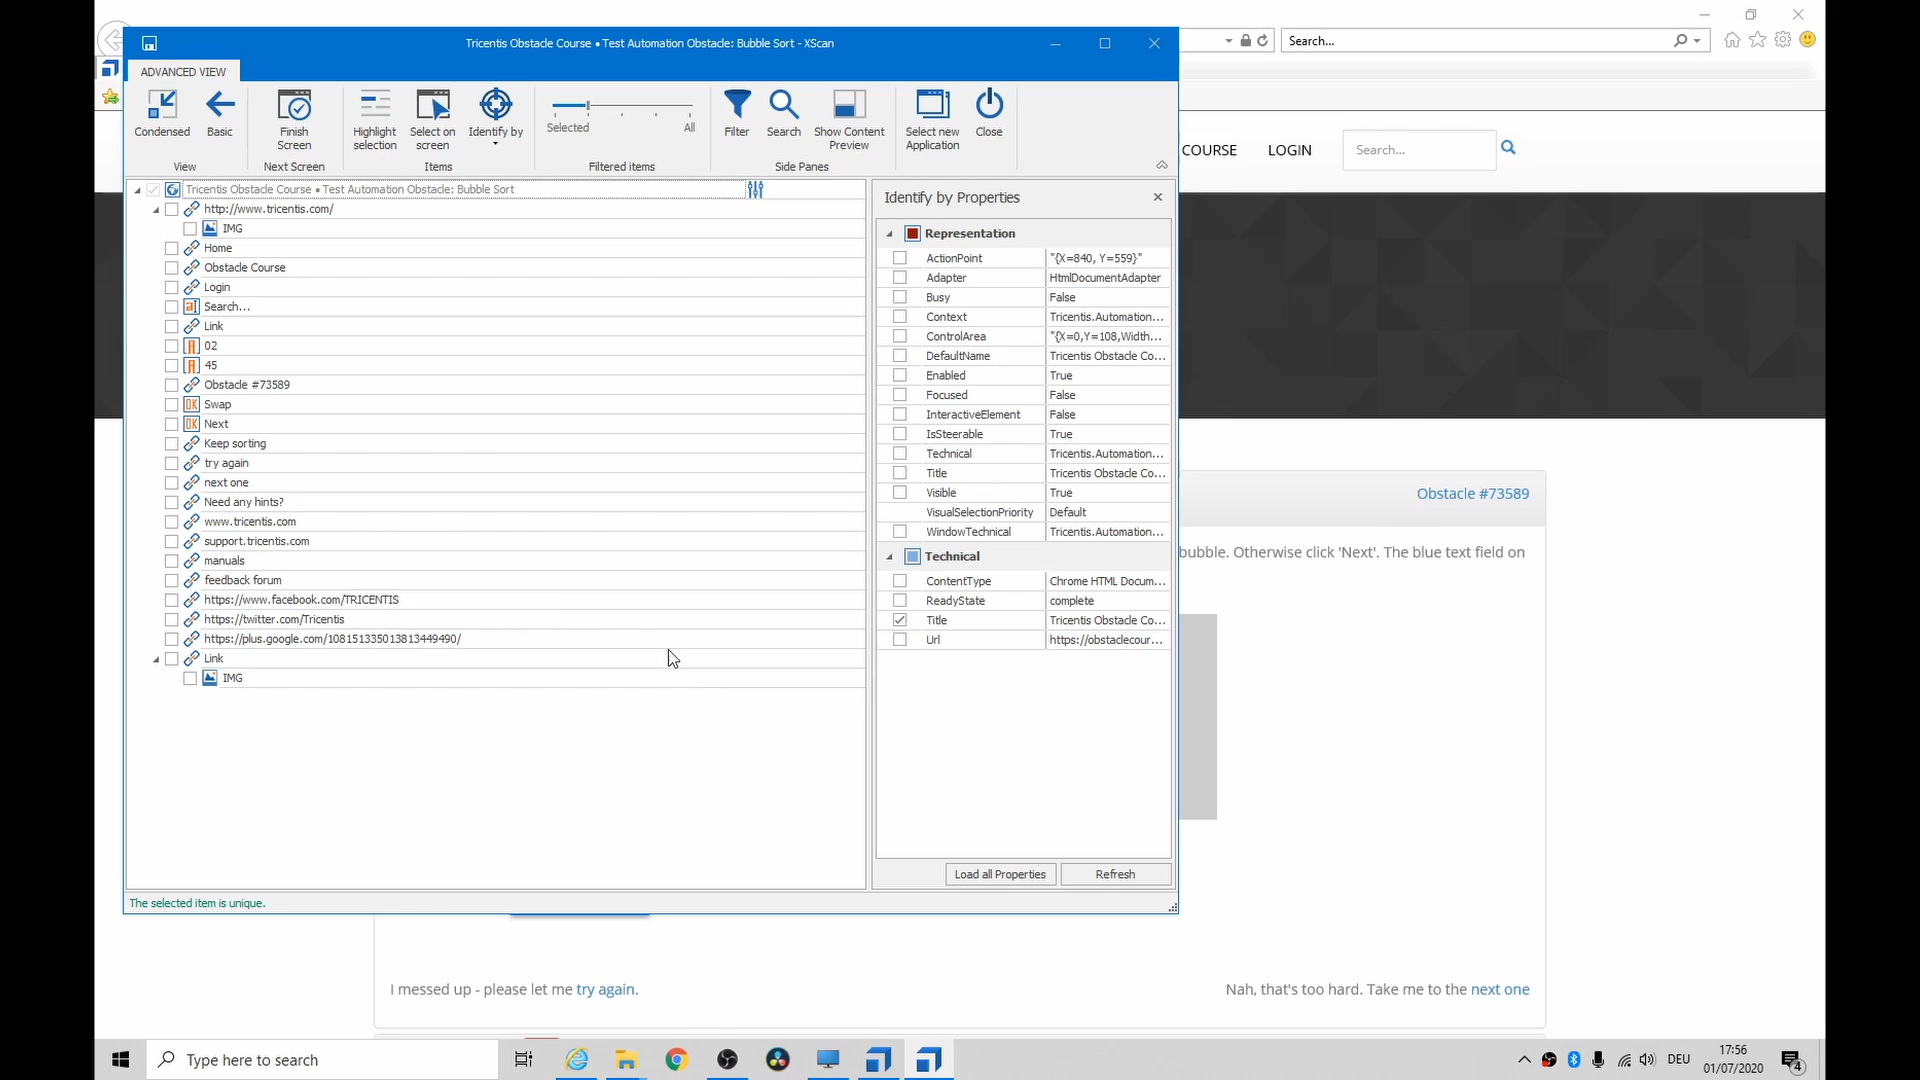 Tricentis Obstacle Course • Test Automation Obstacle: Bubble Sort - XScan
Search...
ADVANCED VIEW
Condensed
Basic
Finish Screen
Highlight selection
Select on screen
Identify by
Selected
All
Filter
Search
Show Content Preview
Select new Application
Close
View
Next Screen
Items
Filtered items
Side Panes
COURSE
LOGIN
Search...
Tricentis Obstacle Course • Test Automation Obstacle: Bubble Sort
http://www.tricentis.com/
IMG
Home
Obstacle Course
Login
Search...
Link
02
45
Obstacle #73589
Swap
Next
Keep sorting
try again
next one
Need any hints?
www.tricentis.com
support.tricentis.com
manuals
feedback forum
https://www.facebook.com/TRICENTIS
https://twitter.com/Tricentis
https://plus.google.com/108151335013813449490/
Link
IMG
Identify by Properties
Representation
ActionPoint "{X=840, Y=559}"
Adapter HtmlDocumentAdapter
Busy False
Context Tricentis.Automation...
ControlArea "{X=0,Y=108,Width...
DefaultName Tricentis Obstacle Co...
Enabled True
Focused False
InteractiveElement False
IsSteerable True
Technical Tricentis.Automation...
Title Tricentis Obstacle Co...
Visible True
VisualSelectionPriority Default
WindowTechnical Tricentis.Automation...
Technical
ContentType Chrome HTML Docum...
ReadyState complete
Title Tricentis Obstacle Co...
Url https://obstaclecour...
Load all Properties
Refresh
The selected item is unique.
Obstacle #73589
bubble. Otherwise click 'Next'. The blue text field on
I messed up - please let me try again.
Nah, that's too hard. Take me to the next one
Type here to search
DEU
17:56
01/07/2020
4